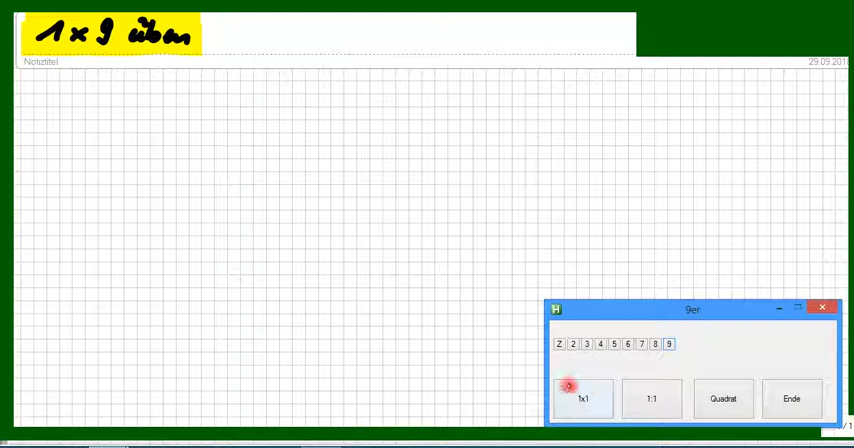 1 x 9 üben
Notiztitel
29.09.201
9er
Z 2 3 4 5 6 7 8 9
1x1 1:1 Quadrat Ende
/1